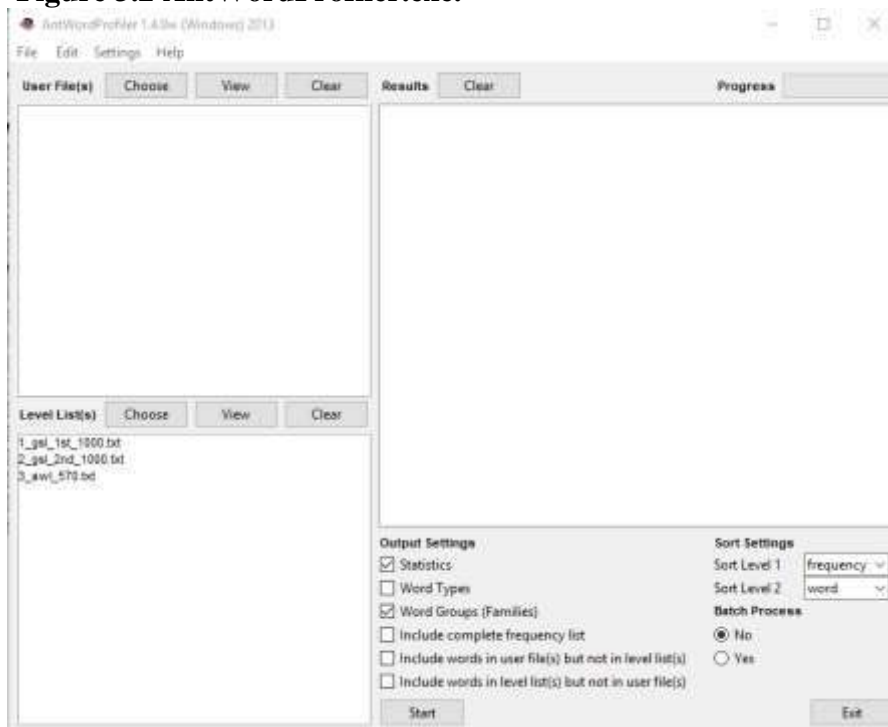 Figure 3.2 AntWordProfiler.exe.
AntWordProfiler 1.4.0w (Windows) 2013
File Edit Settings Help
User File(s) Choose View Clear Results Clear Progress
Level List(s) Choose View Clear
1_gsl_1st_1000.txt
2_gsl_2nd_1000.txt
3_awl_570.txt
Output Settings
Statistics
Word Types
Word Groups (Families)
Include complete frequency list
Include words in user file(s) but not in level list(s)
Include words in level list(s) but not in user file(s)
Start
Sort Settings
Sort Level 1 frequency
Sort Level 2 word
Batch Process
No
Yes
Exit